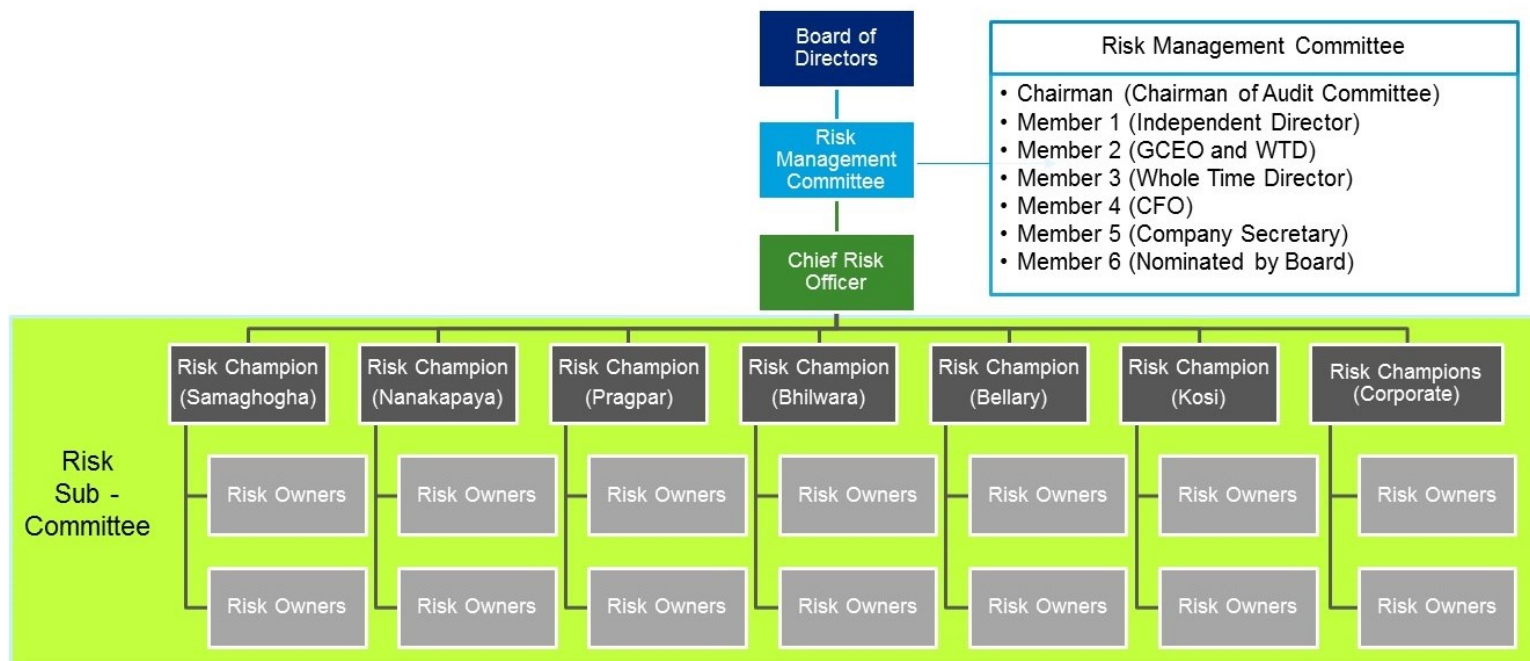 Board of
Directors
Risk
Management
Committee
Chief Risk
Officer
Risk Management Committee
• Chairman (Chairman of Audit Committee)
• Member 1 (Independent Director)
• Member 2 (GCEO and WTD)
• Member 3 (Whole Time Director)
• Member 4 (CFO)
• Member 5 (Company Secretary)
• Member 6 (Nominated by Board)
Risk
Sub -
Committee
Risk Champion
(Samaghogha)
Risk Champion
(Nanakapaya)
Risk Champion
(Pragpar)
Risk Champion
(Bhilwara)
Risk Champion
(Bellary)
Risk Champion
(Kosi)
Risk Champions
(Corporate)
Risk Owners
Risk Owners
Risk Owners
Risk Owners
Risk Owners
Risk Owners
Risk Owners
Risk Owners
Risk Owners
Risk Owners
Risk Owners
Risk Owners
Risk Owners
Risk Owners